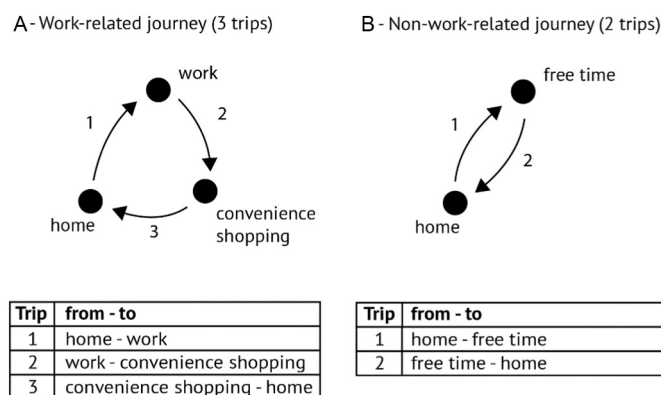 A - Work-related journey (3 trips)
work
1
2
home
3
convenience
shopping
Trip from - to
1 home - work
2 work - convenience shopping
3 convenience shopping - home
B - Non-work-related journey (2 trips)
free time
1
2
home
Trip from - to
1 home - free time
2 free time - home